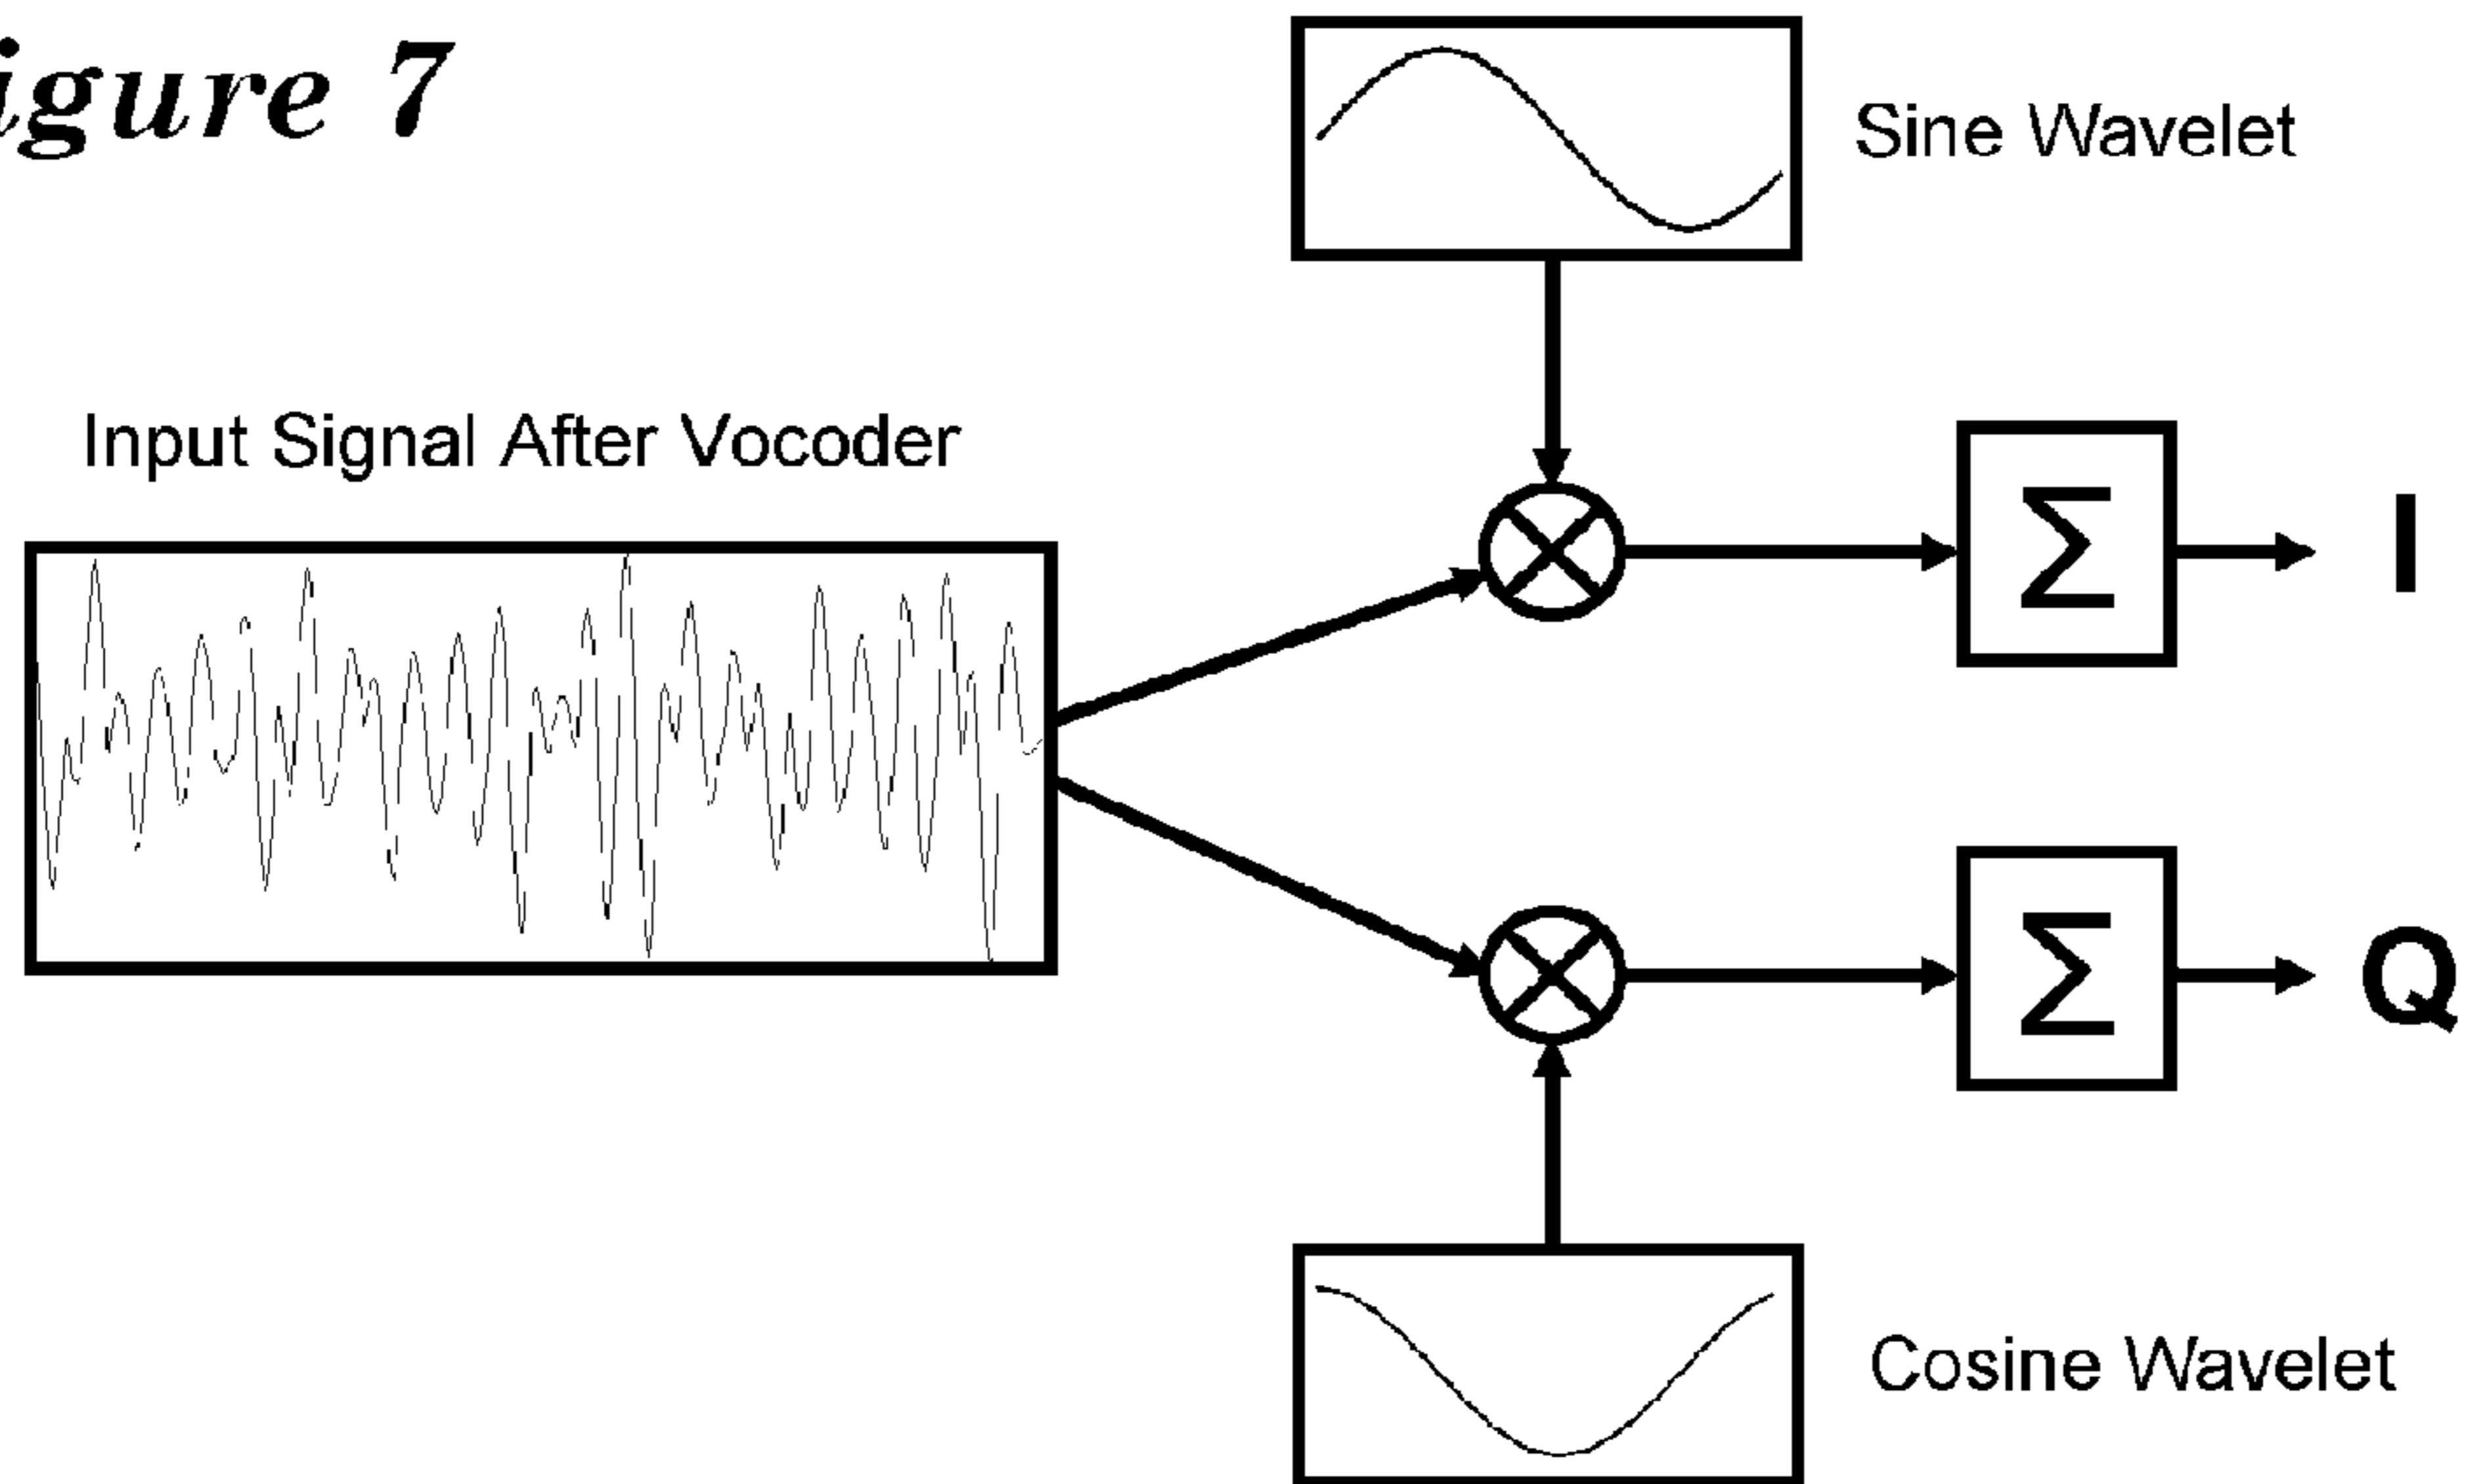 igure 7
Sine Wavelet
Input Signal After Vocoder
Σ
I
Σ
Q
Cosine Wavelet